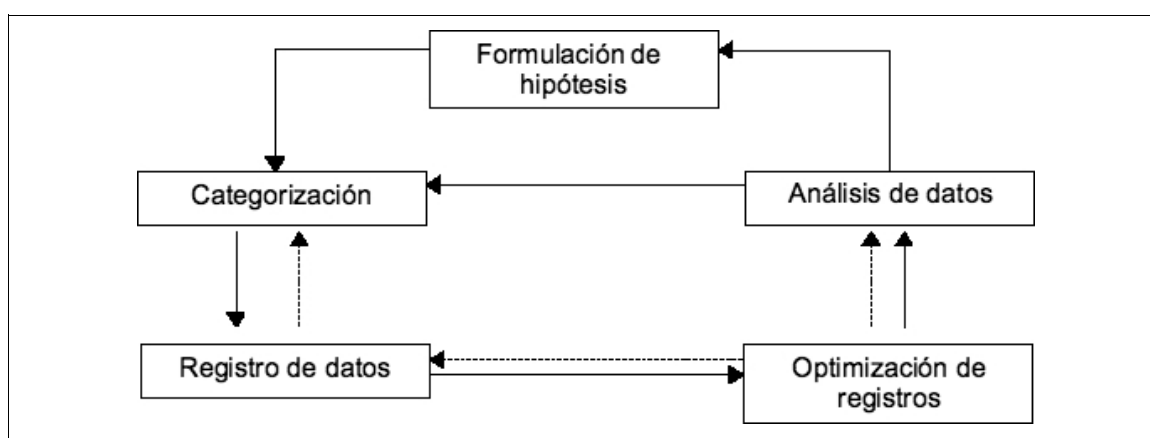 Formulación de
hipótesis
Categorización
Análisis de datos
Registro de datos
Optimización de
registros